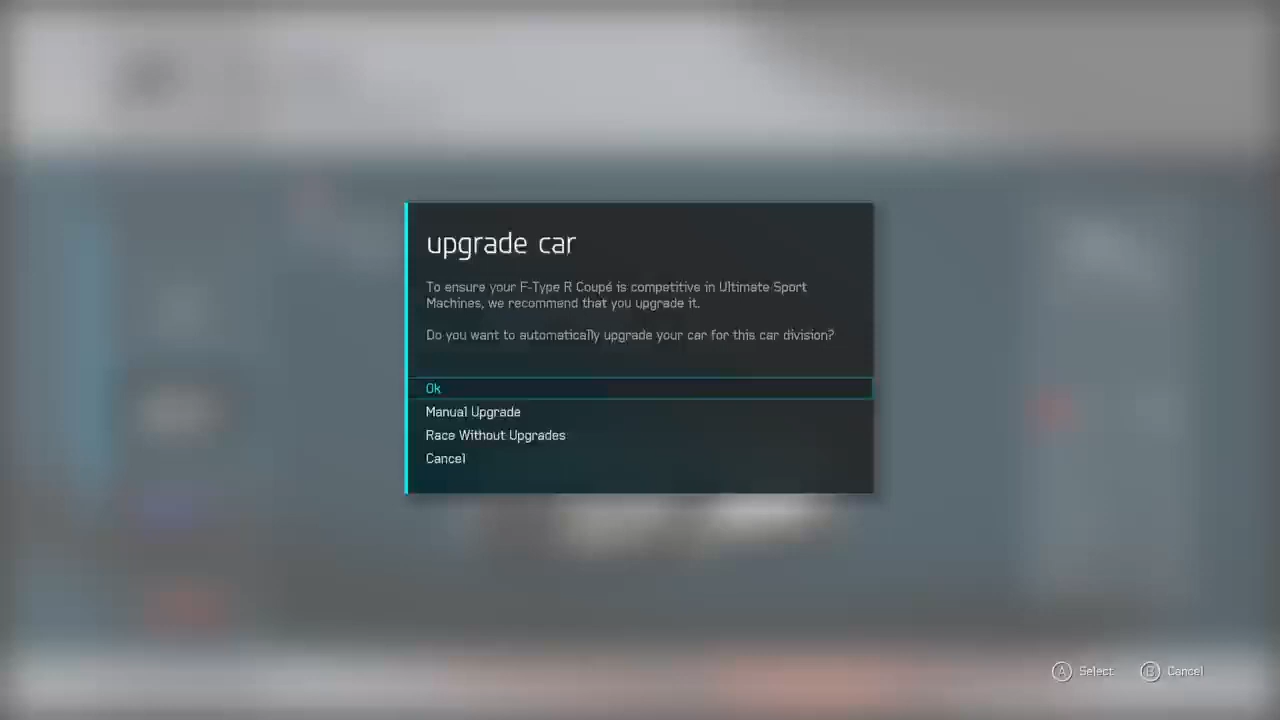 upgrade car
To ensure your F-Type R Coupé is competitive in Ultimate Sport
Machines, we recommend that you upgrade it.
Do you want to automatically upgrade your car for this car division?
Ok
Manual Upgrade
Race Without Upgrades
Cancel
A Select B Cancel